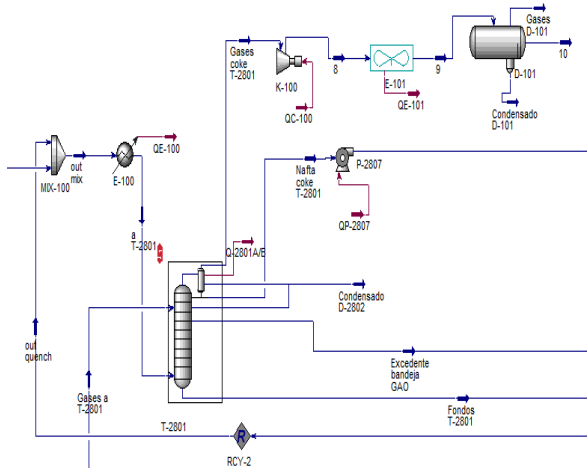 Gases
coke
T-2801
K-100
QC-100
8
E-101
QE-101
9
Gases
D-101
10
D-101
Condensado
D-101
MIX-100
out
mix
QE-100
E-100
a
T-2801
Nafta
coke
T-2801
P-2807
QP-2807
Q-2801A/B
Condensado
D-2802
out
quench
Gases a
T-2801
Excedente
bandeja
GAO
Fondos
T-2801
T-2801
R
RCY-2